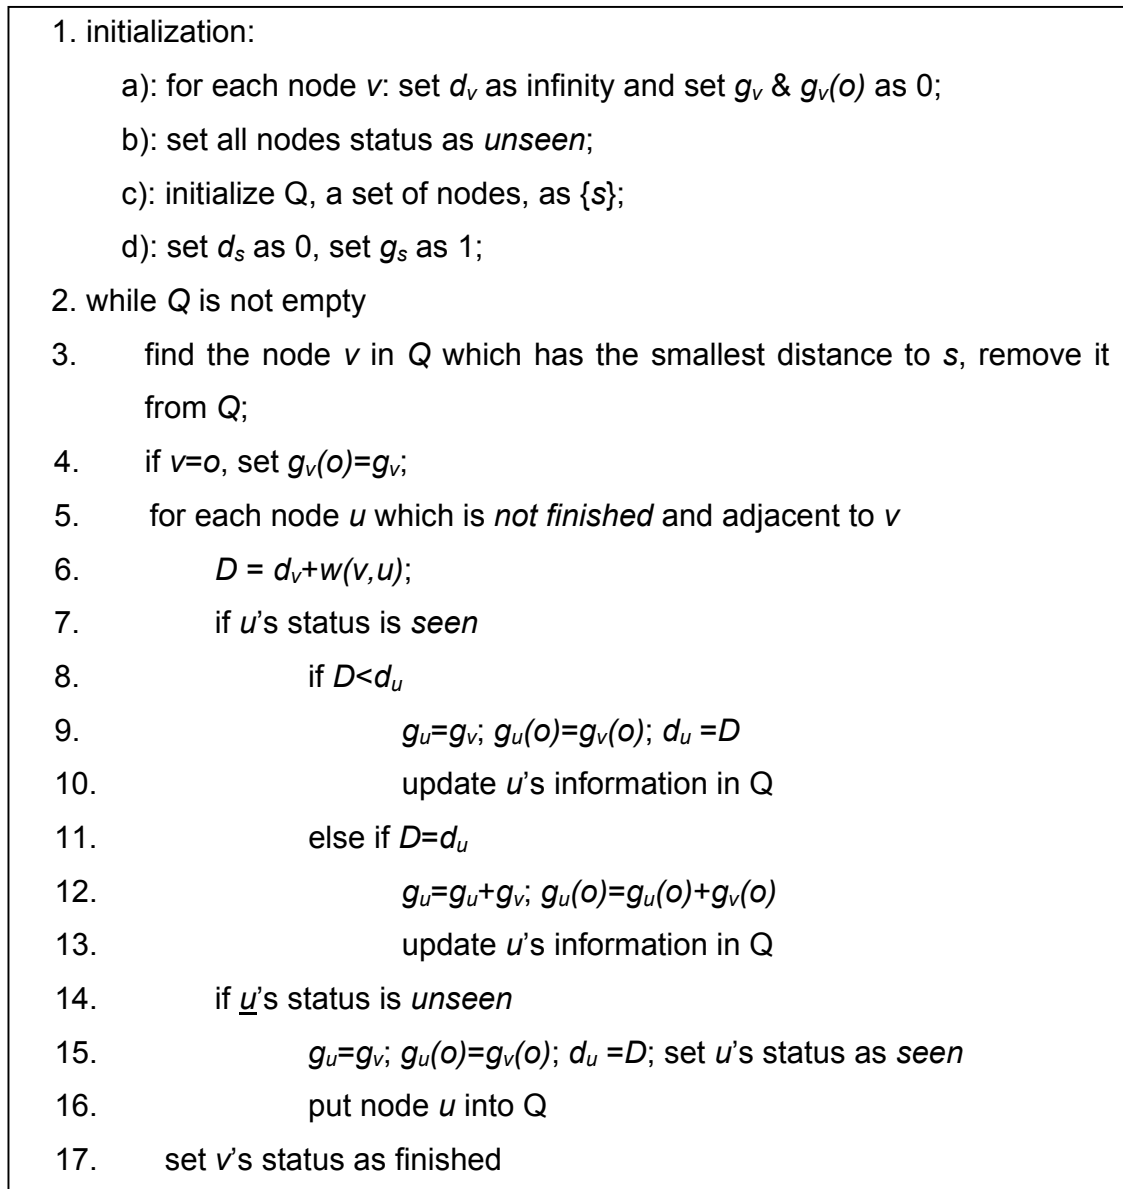 1. initialization:
a): for each node v: set dv as infinity and set gv & gv(o) as 0;
b): set all nodes status as unseen;
c): initialize Q, a set of nodes, as {s};
d): set ds as 0, set gs as 1;
2. while Q is not empty
3. find the node v in Q which has the smallest distance to s, remove it
from Q;
4. if v=o, set gv(o)=gv;
5. for each node u which is not finished and adjacent to v
6. D = dv+w(v,u);
7. if u's status is seen
8. if D<du
9. gu=gv; gu(o)=gv(o); du =D
10. update u's information in Q
11. else if D=du
12. gu=gu+gv; gu(o)=gu(o)+gv(o)
13. update u's information in Q
14. if u's status is unseen
15. gu=gv; gu(o)=gv(o); du =D; set u's status as seen
16. put node u into Q
17. set v's status as finished